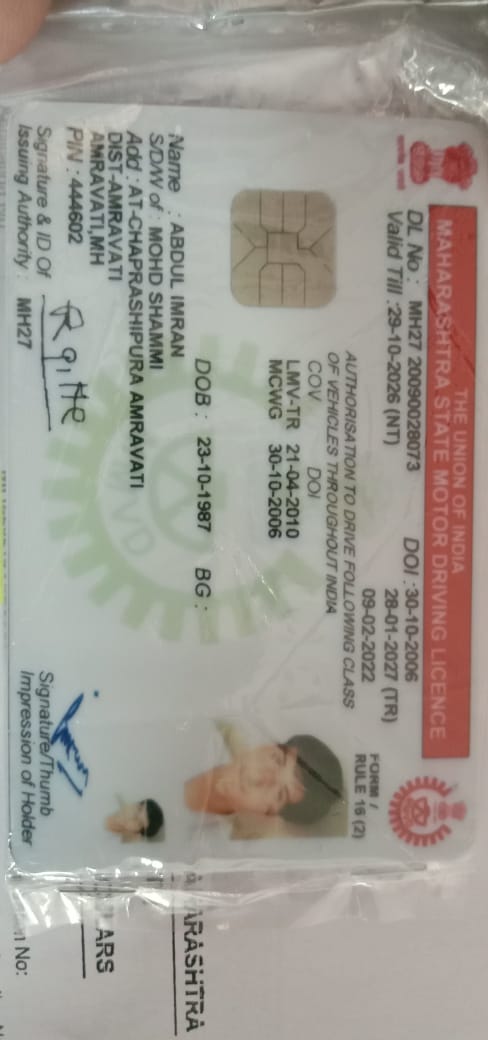 THE UNION OF INDIA
MAHARASHTRA STATE MOTOR DRIVING LICENCE
DL No : MH27 20090028073 DOI : 30-10-2006
Valid Till : 29-10-2026 (NT) 28-01-2027 (TR)
09-02-2022
FORM 7
RULE 16 (2)
AUTHORISATION TO DRIVE FOLLOWING CLASS
OF VEHICLES THROUGHOUT INDIA
COV DOI
LMV-TR 21-04-2010
MCWG 30-10-2006
DOB : 23-10-1987 BG :
Name : ABDUL IMRAN
S/D/W of : MOHD SHAMMI
Add : AT-CHAPRASHIPURA AMRAVATI
DIST-AMRAVATI
AMRAVATI,MH
PIN : 444602
Signature & ID Of
Issuing Authority : MH27
Signature/Thumb
Impression of Holder
ARASHTRA
LARS
No: